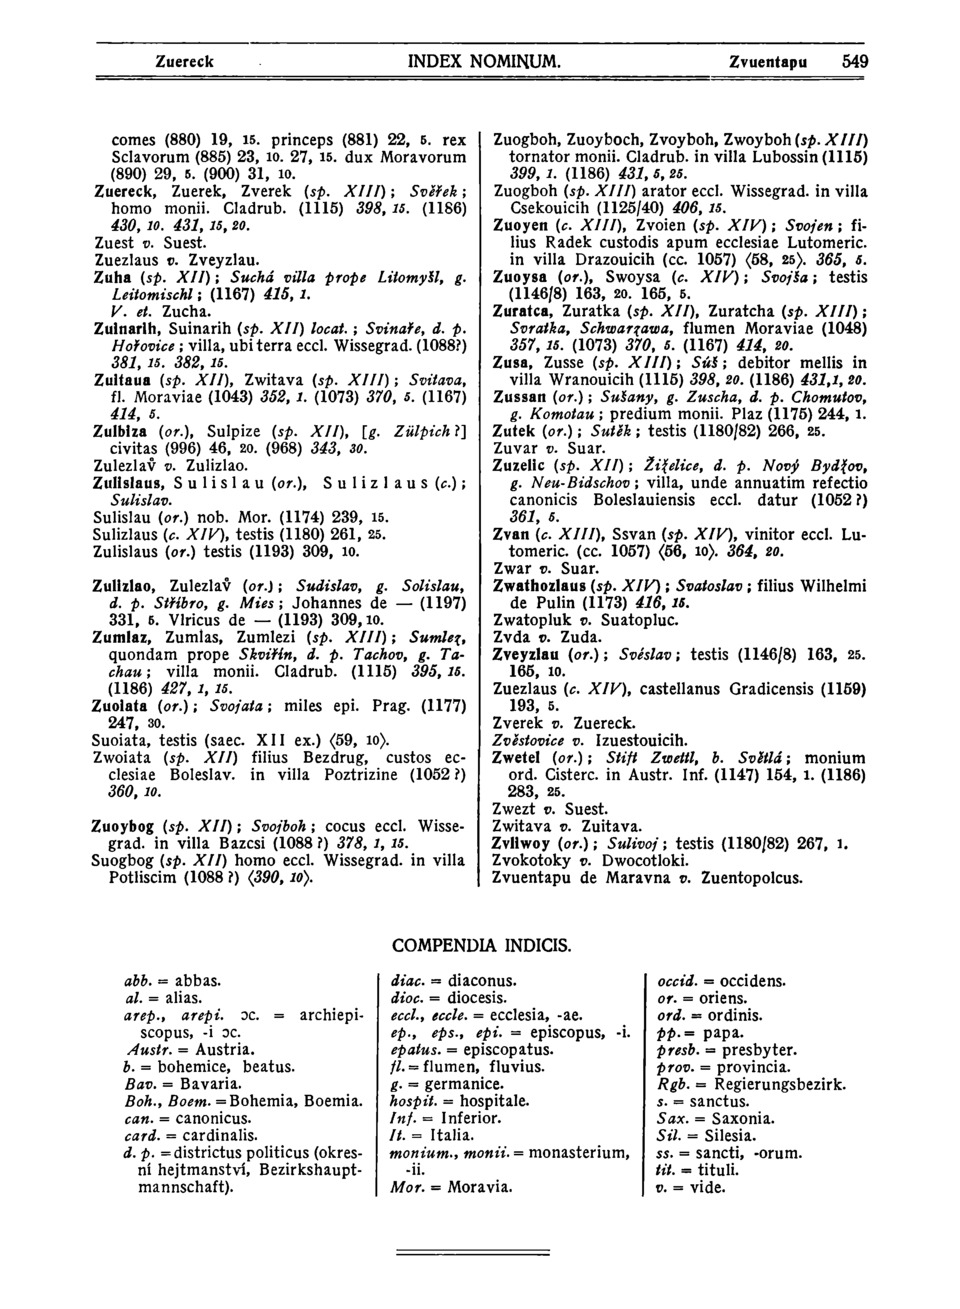 Zuereck INDEX NOMINUM. Zvuentapu 549
comes (880) 19, 15. princeps (881) 22, 5. rex
Sclavorum (885) 23, 10. 27, 15. dux Moravorum
(890) 29, 5. (900) 31, 10.
Zuereck, Zuerek, Zverek (sp. XIII); Svěřek;
homo monii. Cladrub. (1115) 398, 15. (1186)
430, 10. 431, 15, 20.
Zuest v. Suest.
Zuezlaus v. Zveyzlau.
Zuha (sp. XII); Suchá villa prope Litomyšl, g.
Leitomischl; (1167) 415, 1.
V. et. Zucha.
Zuinarih, Suinarih (sp. XII) locat.; Svinaře, d. p.
Hořovice; villa, ubi terra eccl. Wissegrad. (1088?)
381, 15. 382, 15.
Zuitaua (sp. XII), Zwitava (sp. XIII); Svitava,
fl. Moraviae (1043) 352, 1. (1073) 370, 5. (1167)
414, 5.
Zulbiza (or.), Sulpize (sp. XII), [g. Zülpich?]
civitas (996) 46, 20. (968) 343, 30.
Zulezlav̊ v. Zulizlao.
Zulislaus, Sulislau (or.), Sulizlaus (c.);
Sulislav.
Sulislau (or.) nob. Mor. (1174) 239, 15.
Sulizlaus (c. XIV), testis (1180) 261, 25.
Zulislaus (or.) testis (1193) 309, 10.
Zulizlao, Zulezlav̊ (or.); Sudislav, g. Solislau,
d. p. Stříbro, g. Mies; Johannes de — (1197)
331, 5. Vlricus de — (1193) 309, 10.
Zumlaz, Zumlas, Zumlezi (sp. XIII); Sumlez,
quondam prope Skviřín, d. p. Tachov, g. Ta-
chau; villa monii. Cladrub. (1115) 395, 15.
(1186) 427, 1, 15.
Zuolata (or.); Svojata; miles epi. Prag. (1177)
247, 30.
Suoiata, testis (saec. XII ex.) ⟨59, 10⟩.
Zwoiata (sp. XII) filius Bezdrug, custos ec-
clesiae Boleslav. in villa Poztrizine (1052?)
360, 10.
Zuoybog (sp. XII); Svojboh; cocus eccl. Wisse-
grad. in villa Bazcsi (1088?) 378, 1, 15.
Suogbog (sp. XII) homo eccl. Wissegrad. in villa
Potliscim (1088?) ⟨390, 10⟩.
Zuogboh, Zuoyboch, Zvoyboh, Zwoyboh (sp. XIII)
tornator monii. Cladrub. in villa Lubossin (1115)
399, 1. (1186) 431, 5, 25.
Zuogboh (sp. XIII) arator eccl. Wissegrad. in villa
Csekouicih (1125/40) 406, 15.
Zuoyen (c. XIII), Zvoien (sp. XIV); Svojen; fi-
lius Radek custodis apum ecclesiae Lutomeric.
in villa Drazouicih (cc. 1057) ⟨58, 25⟩. 365, 5.
Zuoysa (or.), Swoysa (c. XIV); Svojša; testis
(1146/8) 163, 20. 165, 5.
Zuratca, Zuratka (sp. XII), Zuratcha (sp. XIII);
Svratka, Schwarzawa, flumen Moraviae (1048)
357, 15. (1073) 370, 5. (1167) 414, 20.
Zusa, Zusse (sp. XIII); Súš; debitor mellis in
villa Wranouicih (1115) 398, 20. (1186) 431, 1, 20.
Zussan (or.); Sušany, g. Zuscha, d. p. Chomutov,
g. Komotau; predium monii. Plaz (1175) 244, 1.
Zutek (or.); Sutěk; testis (1180/82) 266, 25.
Zuvar v. Suar.
Zuzelic (sp. XII); Žizelice, d. p. Nový Bydžov,
g. Neu-Bidschov; villa, unde annuatim refectio
canonicis Boleslauiensis eccl. datur (1052?)
361, 5.
Zvan (c. XIII), Ssvan (sp. XIV), vinitor eccl. Lu-
tomeric. (cc. 1057) ⟨56, 10⟩. 364, 20.
Zwar v. Suar.
Zwathozlaus (sp. XIV); Svatoslav; filius Wilhelmi
de Pulin (1173) 416, 15.
Zwatopluk v. Suatopluc.
Zvda v. Zuda.
Zveyzlau (or.); Svéslav; testis (1146/8) 163, 25.
165, 10.
Zuezlaus (c. XIV), castellanus Gradicensis (1159)
193, 5.
Zverek v. Zuereck.
Zvěstovice v. Izuestouicih.
Zwetel (or.); Stift Zwettl, b. Světlá; monium
ord. Cisterc. in Austr. Inf. (1147) 154, 1. (1186)
283, 25.
Zwezt v. Suest.
Zwitava v. Zuitava.
Zvliwoy (or.); Sulivoj; testis (1180/82) 267, 1.
Zvokotoky v. Dwocotloki.
Zvuentapu de Maravna v. Zuentopolcus.
COMPENDIA INDICIS.
abb. = abbas.
al. = alias.
arep., arepi. ɔc. = archiepi-
scopus, -i ɔc.
Austr. = Austria.
b. = bohemice, beatus.
Bav. = Bavaria.
Boh., Boem. = Bohemia, Boemia.
can. = canonicus.
card. = cardinalis.
d. p. = districtus politicus (okres-
ní hejtmanství, Bezirkshaupt-
mannschaft).
diac. = diaconus.
dioc. = diocesis.
eccl., eccle. = ecclesia, -ae.
ep., eps., epi. = episcopus, -i.
epatus. = episcopatus.
fl. = flumen, fluvius.
g. = germanice.
hospit. = hospitale.
Inf. = Inferior.
It. = Italia.
monium., monii. = monasterium,
-ii.
Mor. = Moravia.
occid. = occidens.
or. = oriens.
ord. = ordinis.
pp. = papa.
presb. = presbyter.
prov. = provincia.
Rgb. = Regierungsbezirk.
s. = sanctus.
Sax. = Saxonia.
Sil. = Silesia.
ss. = sancti, -orum.
tit. = tituli.
v. = vide.